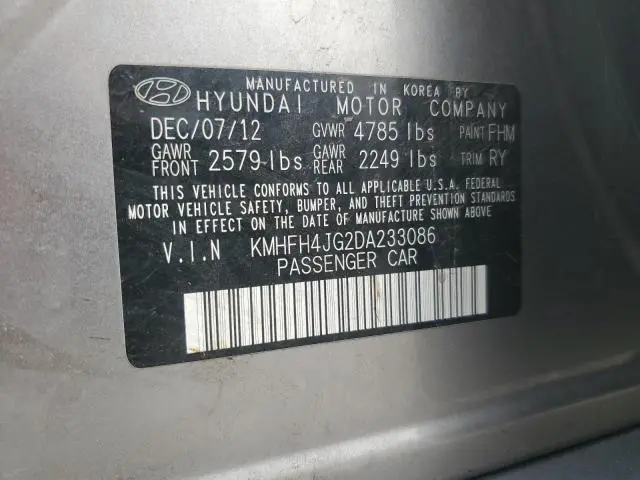 MANUFACTURED IN KOREA BY
HYUNDAI MOTOR COMPANY
DEC/07/12 GVWR 4785 lbs PAINT FHM
GAWR FRONT 2579 lbs GAWR REAR 2249 lbs TRIM RY
THIS VEHICLE CONFORMS TO ALL APPLICABLE U.S.A. FEDERAL
MOTOR VEHICLE SAFETY, BUMPER, AND THEFT PREVENTION STANDARDS
IN EFFECT ON THE DATE OF MANUFACTURE SHOWN ABOVE
V.I.N KMHFH4JG2DA233086
PASSENGER CAR